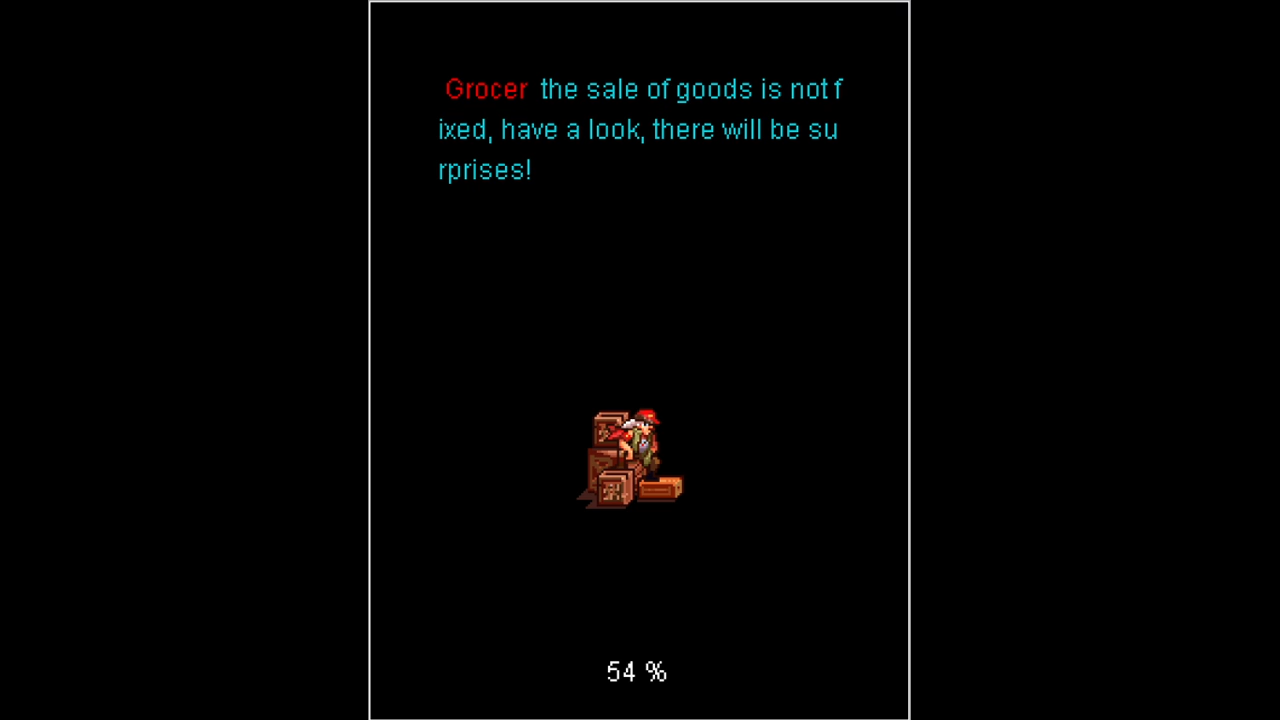 Grocer the sale of goods is not f
ixed, have a look, there will be su
rprises!
54 %